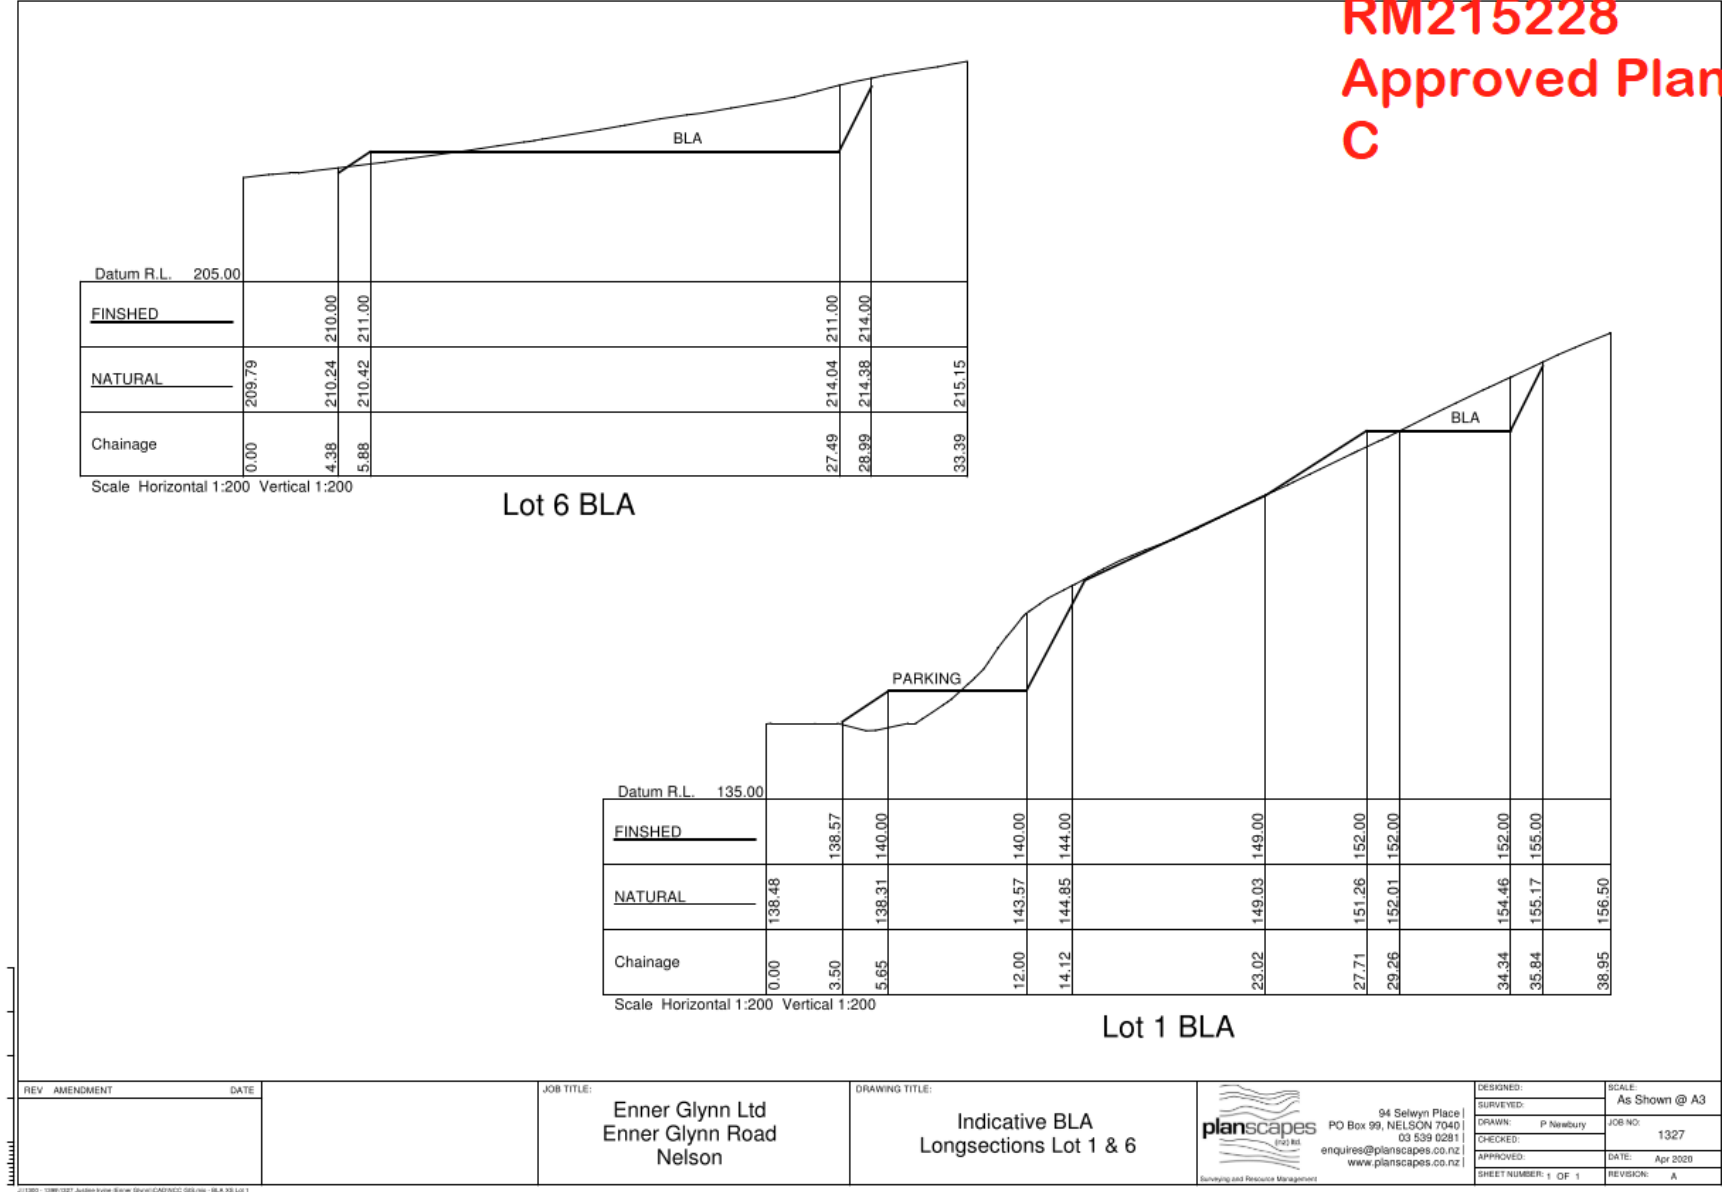 RM215228
Approved Plan
C
BLA
Datum R.L. 205.00
FINSHED 210.00 211.00 211.00 214.00
NATURAL 209.79 210.24 210.42 214.04 214.38 215.15
Chainage 0.00 4.38 5.88 27.49 28.99 33.39
Scale Horizontal 1:200 Vertical 1:200
Lot 6 BLA
BLA
PARKING
Datum R.L. 135.00
FINSHED 138.57 140.00 140.00 144.00 149.00 152.00 152.00 152.00 155.00
NATURAL 138.48 138.31 143.57 144.85 149.03 151.26 152.01 154.46 155.17 156.50
Chainage 0.00 3.50 5.65 12.00 14.12 23.02 27.71 29.26 34.34 35.84 38.95
Scale Horizontal 1:200 Vertical 1:200
Lot 1 BLA
REV AMENDMENT DATE
JOB TITLE:
Enner Glynn Ltd
Enner Glynn Road
Nelson
DRAWING TITLE:
Indicative BLA
Longsections Lot 1 & 6
planscapes
(nz) ltd.
Surveying and Resource Management
94 Selwyn Place |
PO Box 99, NELSON 7040 |
03 539 0281 |
enquires@planscapes.co.nz |
www.planscapes.co.nz |
DESIGNED:
SURVEYED:
DRAWN: P Newbury
CHECKED:
APPROVED:
SHEET NUMBER: 1 OF 1
SCALE:
As Shown @ A3
JOB NO:
1327
DATE: Apr 2020
REVISION: A